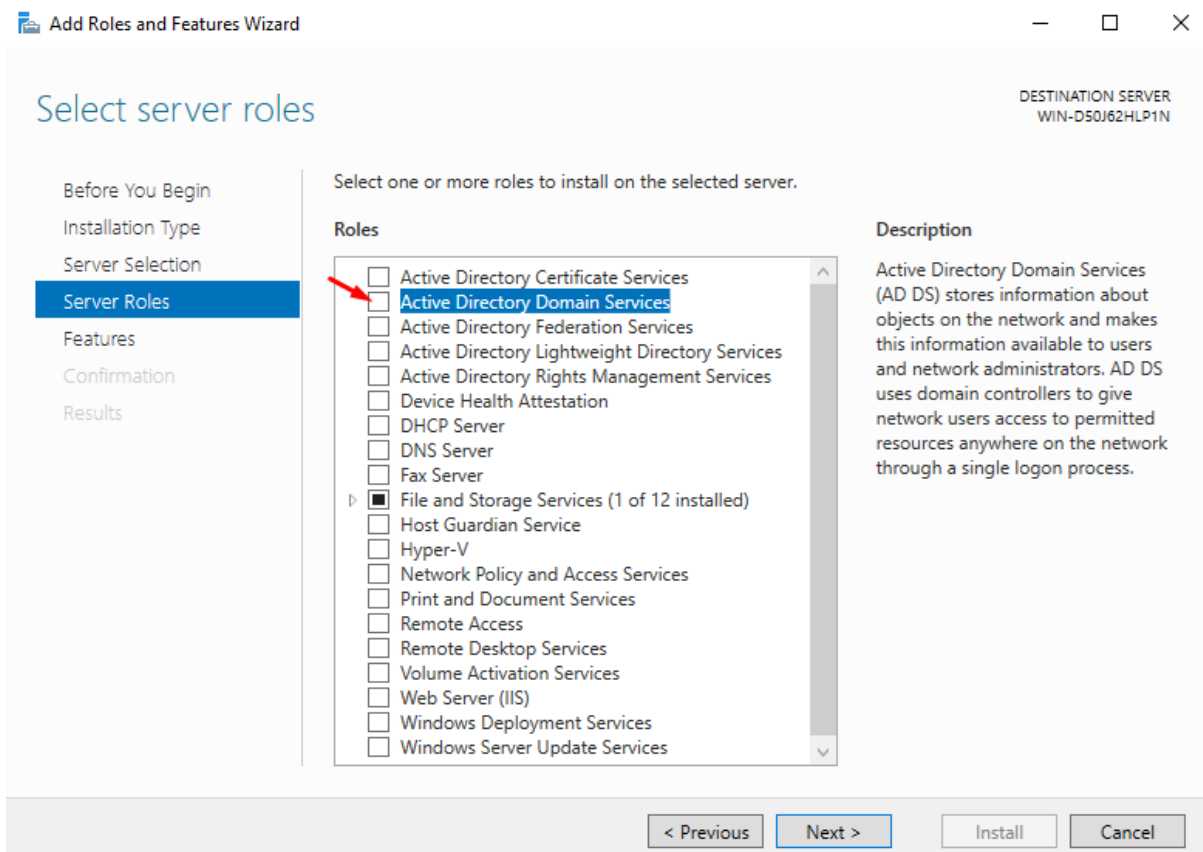 Add Roles and Features Wizard
Select server roles
DESTINATION SERVER
WIN-D50J62HLP1N
Before You Begin
Installation Type
Server Selection
Server Roles
Features
Confirmation
Results
Select one or more roles to install on the selected server.
Roles
Active Directory Certificate Services
Active Directory Domain Services
Active Directory Federation Services
Active Directory Lightweight Directory Services
Active Directory Rights Management Services
Device Health Attestation
DHCP Server
DNS Server
Fax Server
File and Storage Services (1 of 12 installed)
Host Guardian Service
Hyper-V
Network Policy and Access Services
Print and Document Services
Remote Access
Remote Desktop Services
Volume Activation Services
Web Server (IIS)
Windows Deployment Services
Windows Server Update Services
Description
Active Directory Domain Services
(AD DS) stores information about
objects on the network and makes
this information available to users
and network administrators. AD DS
uses domain controllers to give
network users access to permitted
resources anywhere on the network
through a single logon process.
< Previous
Next >
Install
Cancel